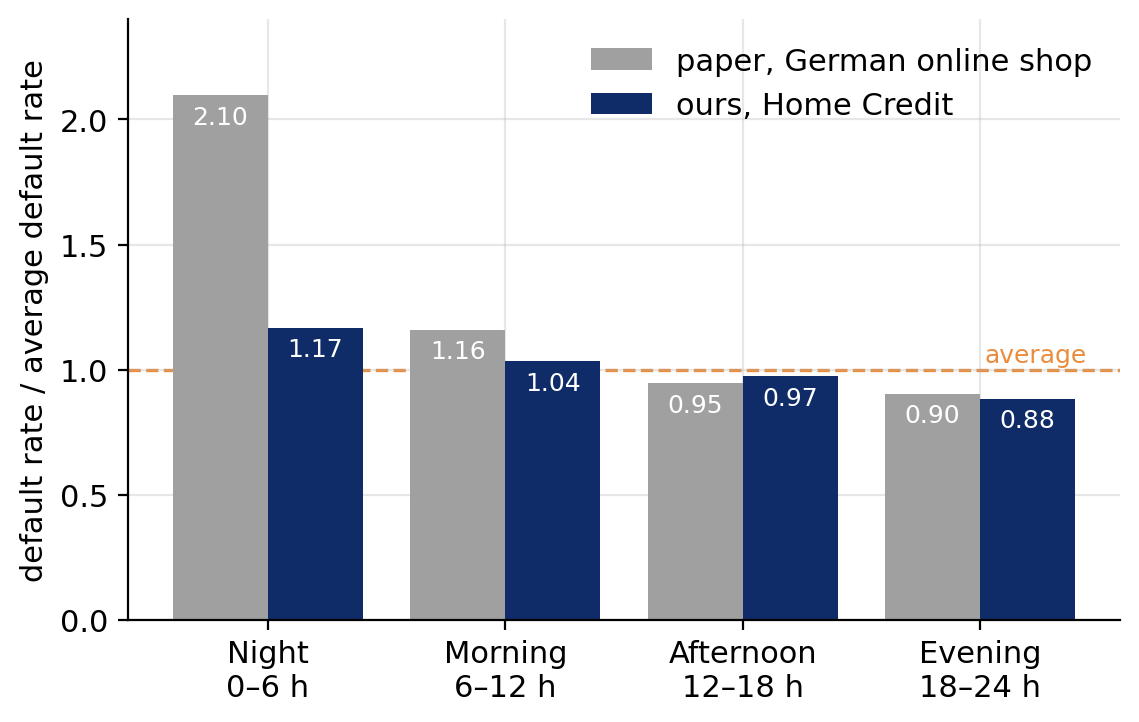 default rate / average default rate
2.0
1.5
1.0
0.5
0.0
paper, German online shop
ours, Home Credit
2.10
1.17
1.16
1.04
0.95
0.97
0.90
0.88
average
Night
0–6 h
Morning
6–12 h
Afternoon
12–18 h
Evening
18–24 h